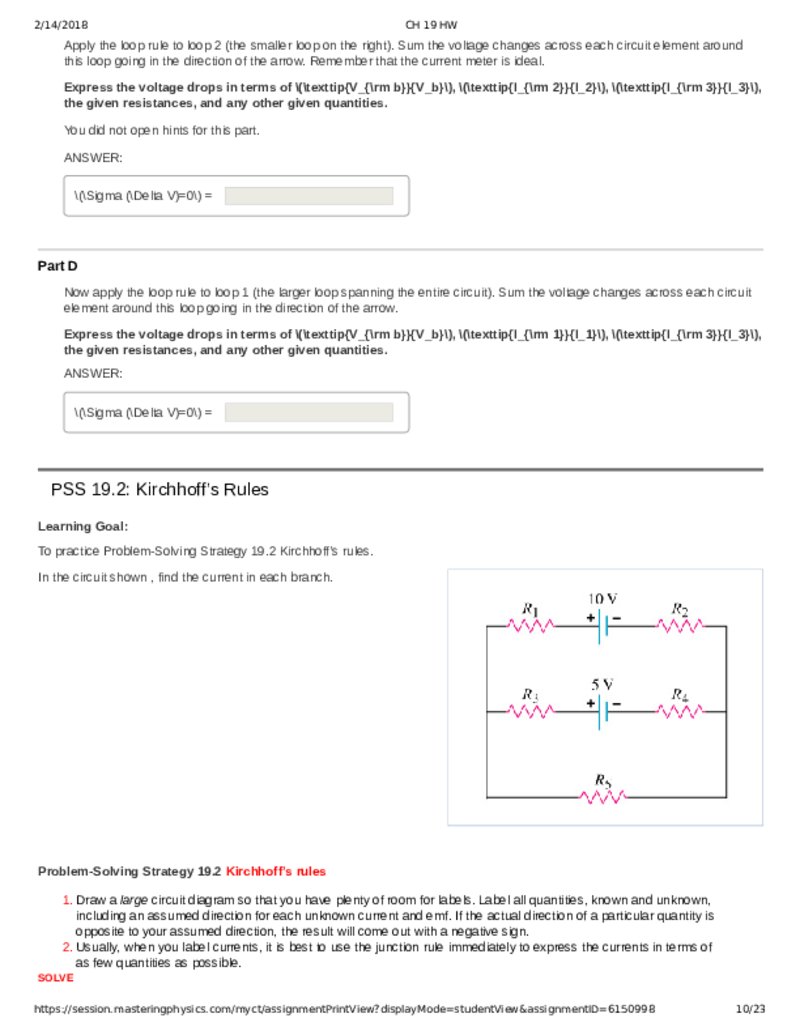 2/14/2018 CH 19 HW
Apply the loop rule to loop 2 (the smaller loop on the right). Sum the voltage changes across each circuit element around
this loop going in the direction of the arrow. Remember that the current meter is ideal.
Express the voltage drops in terms of \(\texttip{V_{\rm b}}{V_b}\), \(\texttip{I_{\rm 2}}{I_2}\), \(\texttip{I_{\rm 3}}{I_3}\),
the given resistances, and any other given quantities.
You did not open hints for this part.
ANSWER:
\(\Sigma (\Delta V)=0\) =
Part D
Now apply the loop rule to loop 1 (the larger loop spanning the entire circuit). Sum the voltage changes across each circuit
element around this loop going in the direction of the arrow.
Express the voltage drops in terms of \(\texttip{V_{\rm b}}{V_b}\), \(\texttip{I_{\rm 1}}{I_1}\), \(\texttip{I_{\rm 3}}{I_3}\),
the given resistances, and any other given quantities.
ANSWER:
\(\Sigma (\Delta V)=0\) =
PSS 19.2: Kirchhoff's Rules
Learning Goal:
To practice Problem-Solving Strategy 19.2 Kirchhoff's rules.
In the circuit shown , find the current in each branch.
R1 10 V R2
+ −
R3 5 V R4
+ −
R5
Problem-Solving Strategy 19.2 Kirchhoff's rules
1. Draw a large circuit diagram so that you have plenty of room for labels. Label all quantities, known and unknown,
including an assumed direction for each unknown current and emf. If the actual direction of a particular quantity is
opposite to your assumed direction, the result will come out with a negative sign.
2. Usually, when you label currents, it is best to use the junction rule immediately to express the currents in terms of
as few quantities as possible.
SOLVE
https://session.masteringphysics.com/myct/assignmentPrintView?displayMode=studentView&assignmentID=6150998 10/23